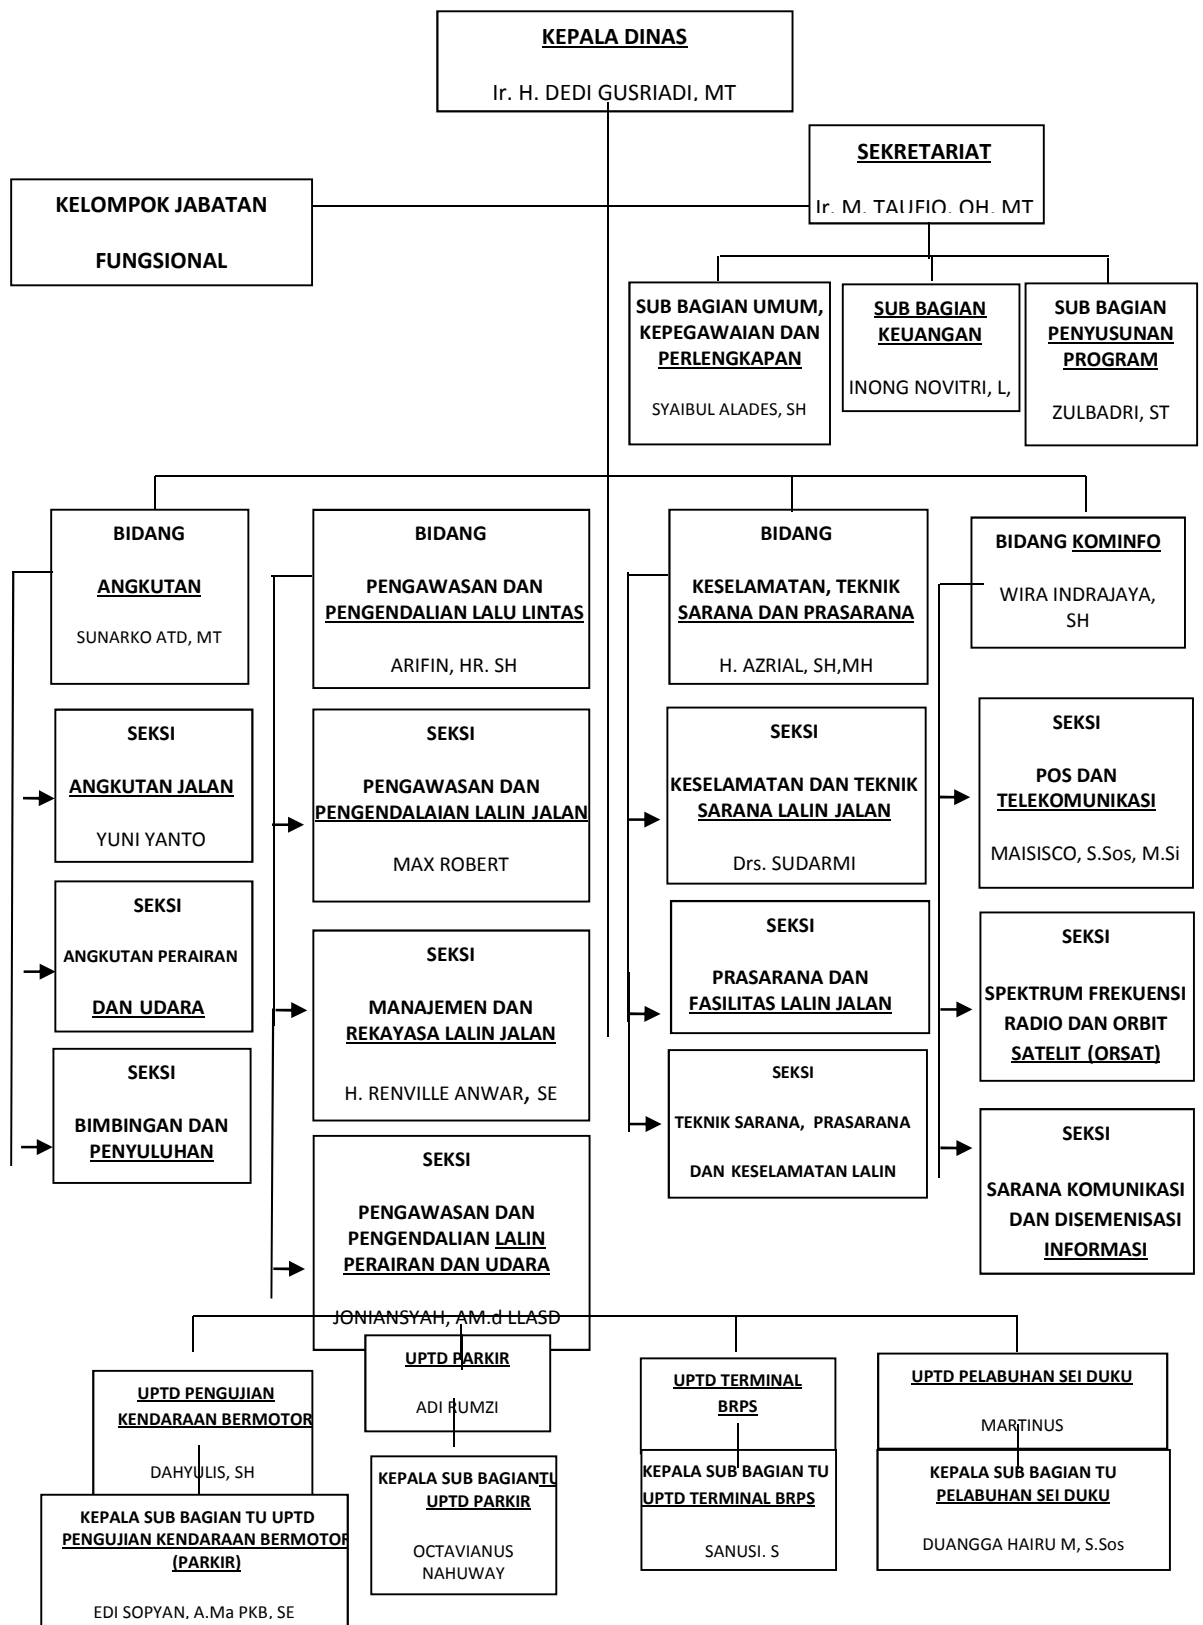 KEPALA DINAS
Ir. H. DEDI GUSRIADI, MT
SEKRETARIAT
Ir. M. TAUFIQ, OH, MT
KELOMPOK JABATAN
FUNGSIONAL
SUB BAGIAN UMUM,
KEPEGAWAIAN DAN
PERLENGKAPAN
SYAIBUL ALADES, SH
SUB BAGIAN
KEUANGAN
INONG NOVITRI, L,
SUB BAGIAN
PENYUSUNAN
PROGRAM
ZULBADRI, ST
BIDANG
ANGKUTAN
SUNARKO ATD, MT
BIDANG
PENGAWASAN DAN
PENGENDALIAN LALU LINTAS
ARIFIN, HR. SH
BIDANG
KESELAMATAN, TEKNIK
SARANA DAN PRASARANA
H. AZRIAL, SH,MH
BIDANG KOMINFO
WIRA INDRAJAYA,
SH
SEKSI
ANGKUTAN JALAN
YUNI YANTO
SEKSI
ANGKUTAN PERAIRAN
DAN UDARA
SEKSI
BIMBINGAN DAN
PENYULUHAN
SEKSI
PENGAWASAN DAN
PENGENDALAIAN LALIN JALAN
MAX ROBERT
SEKSI
MANAJEMEN DAN
REKAYASA LALIN JALAN
H. RENVILLE ANWAR, SE
SEKSI
PENGAWASAN DAN
PENGENDALIAN LALIN
PERAIRAN DAN UDARA
JONIANSYAH, AM.d LLASD
SEKSI
KESELAMATAN DAN TEKNIK
SARANA LALIN JALAN
Drs. SUDARMI
SEKSI
PRASARANA DAN
FASILITAS LALIN JALAN
SEKSI
TEKNIK SARANA, PRASARANA
DAN KESELAMATAN LALIN
SEKSI
POS DAN
TELEKOMUNIKASI
MAISISCO, S.Sos, M.Si
SEKSI
SPEKTRUM FREKUENSI
RADIO DAN ORBIT
SATELIT (ORSAT)
SEKSI
SARANA KOMUNIKASI
DAN DISEMENISASI
INFORMASI
UPTD PENGUJIAN
KENDARAAN BERMOTOR
DAHYULIS, SH
KEPALA SUB BAGIAN TU UPTD
PENGUJIAN KENDARAAN BERMOTOR
(PARKIR)
EDI SOPYAN, A.Ma PKB, SE
UPTD PARKIR
ADI RUMZI
KEPALA SUB BAGIANTU
UPTD PARKIR
OCTAVIANUS
NAHUWAY
UPTD TERMINAL
BRPS
KEPALA SUB BAGIAN TU
UPTD TERMINAL BRPS
SANUSI. S
UPTD PELABUHAN SEI DUKU
MARTINUS
KEPALA SUB BAGIAN TU
PELABUHAN SEI DUKU
DUANGGA HAIRU M, S.Sos